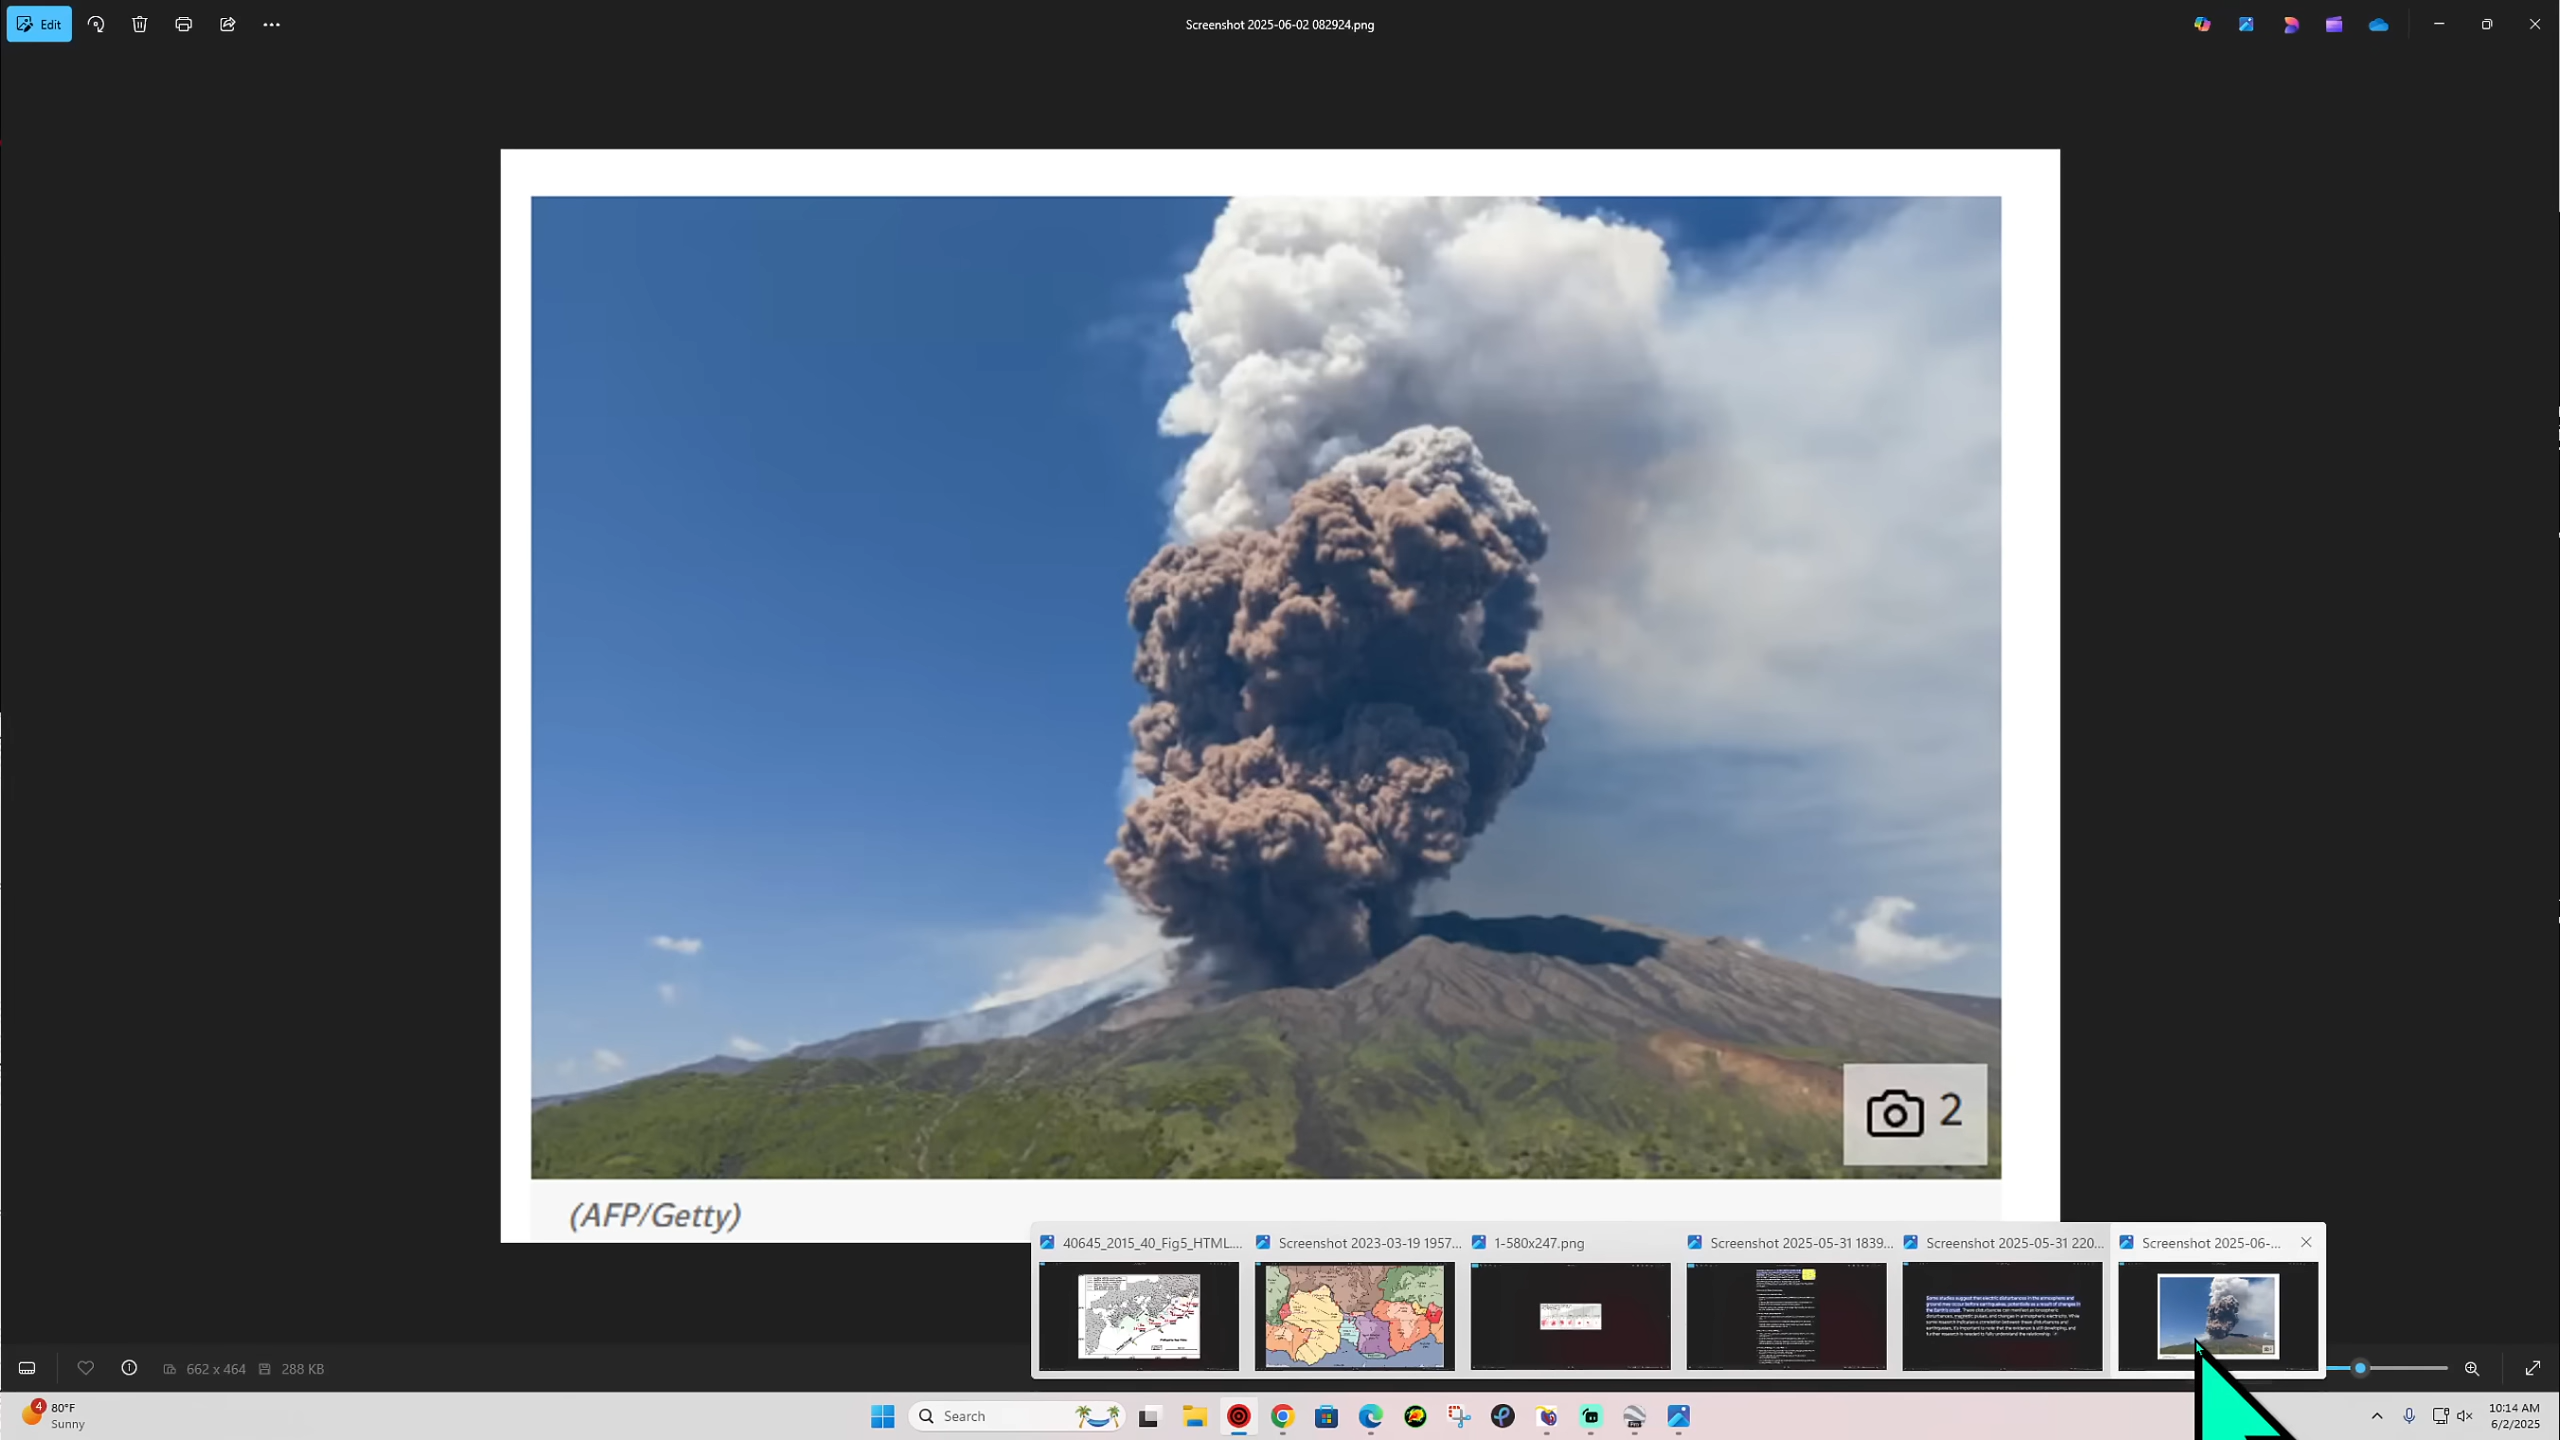 Edit
Screenshot 2025-06-02 082924.png
2
(AFP/Getty)
40645_2015_40_Fig5_HTML...
Screenshot 2023-03-19 1957...
1-580x247.png
Screenshot 2025-05-31 1839...
Screenshot 2025-05-31 220...
Screenshot 2025-06-...
662 x 464
288 KB
4
80°F
Sunny
Search
10:14 AM
6/2/2025